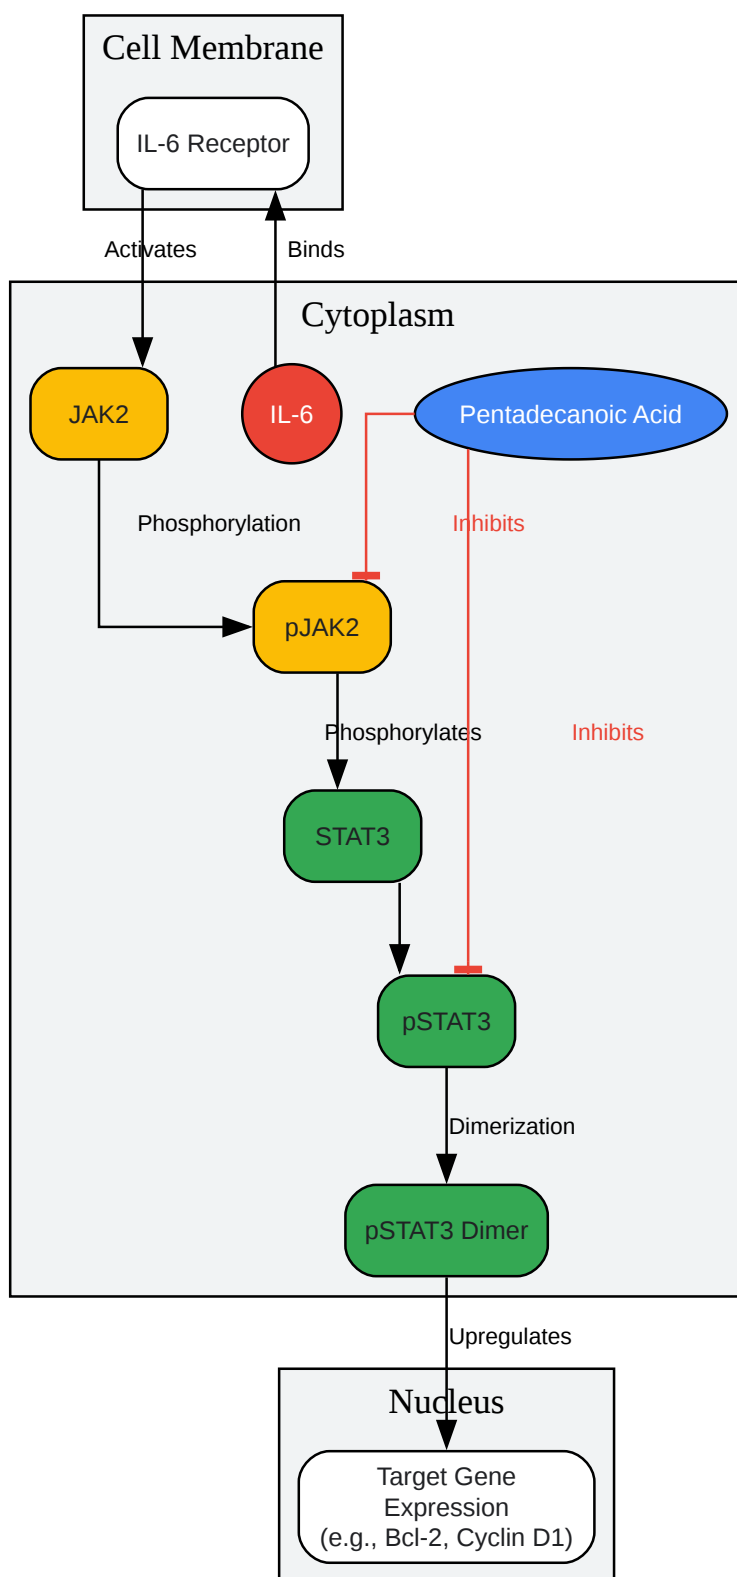 Cell Membrane
IL-6 Receptor
Activates
Binds
Cytoplasm
JAK2
IL-6
Pentadecanoic Acid
Phosphorylation
Inhibits
pJAK2
Phosphorylates
Inhibits
STAT3
pSTAT3
Dimerization
pSTAT3 Dimer
Upregulates
Nucleus
Target Gene
Expression
(e.g., Bcl-2, Cyclin D1)